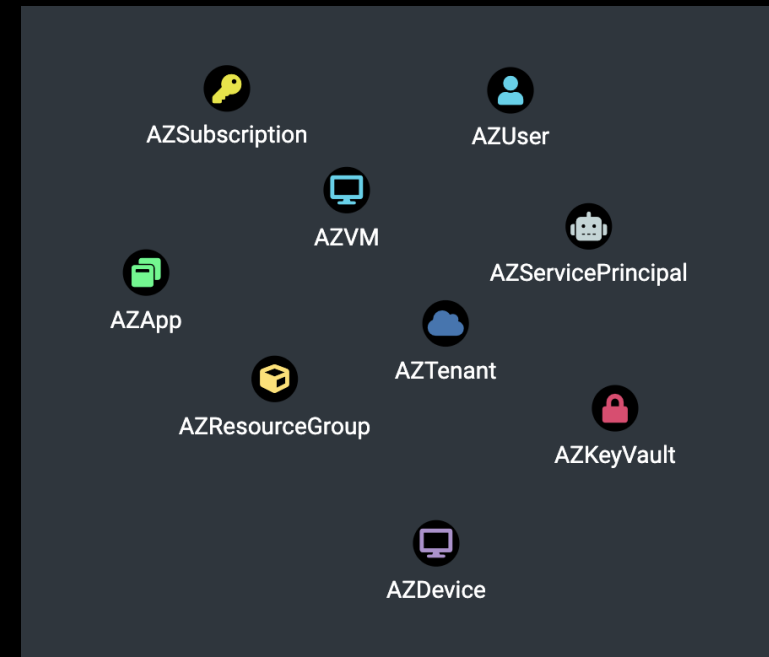 AZSubscription
AZUser
AZVM
AZServicePrincipal
AZApp
AZTenant
AZResourceGroup
AZKeyVault
AZDevice